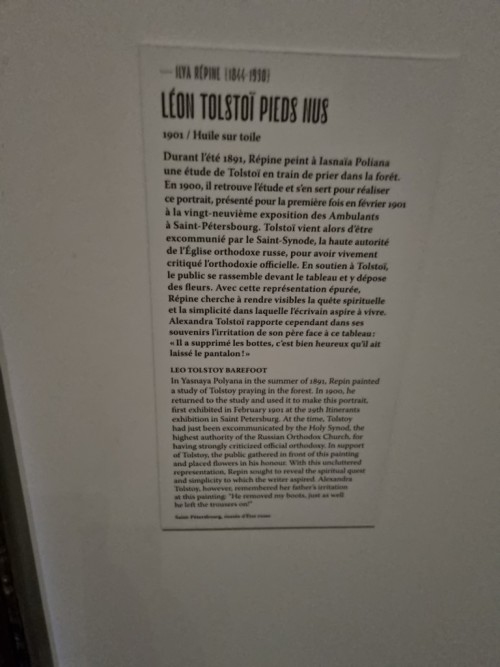 — ILYA RÉPINE (1844-1930)
LÉON TOLSTOÏ PIEDS NUS
1901 / Huile sur toile
Durant l'été 1891, Répine peint à Iasnaïa Poliana
une étude de Tolstoï en train de prier dans la forêt.
En 1900, il retrouve l'étude et s'en sert pour réaliser
ce portrait, présenté pour la première fois en février 1901
à la vingt-neuvième exposition des Ambulants
à Saint-Pétersbourg. Tolstoï vient alors d'être
excommunié par le Saint-Synode, la haute autorité
de l'Église orthodoxe russe, pour avoir vivement
critiqué l'orthodoxie officielle. En soutien à Tolstoï,
le public se rassemble devant le tableau et y dépose
des fleurs. Avec cette représentation épurée,
Répine cherche à rendre visibles la quête spirituelle
et la simplicité dans laquelle l'écrivain aspire à vivre.
Alexandra Tolstoï rapporte cependant dans ses
souvenirs l'irritation de son père face à ce tableau :
« Il a supprimé les bottes, c'est bien heureux qu'il ait
laissé le pantalon ! »
LEO TOLSTOY BAREFOOT
In Yasnaya Polyana in the summer of 1891, Repin painted
a study of Tolstoy praying in the forest. In 1900, he
returned to the study and used it to make this portrait,
first exhibited in February 1901 at the 29th Itinerants
exhibition in Saint Petersburg. At the time, Tolstoy
had just been excommunicated by the Holy Synod, the
highest authority of the Russian Orthodox Church, for
having strongly criticized official orthodoxy. In support
of Tolstoy, the public gathered in front of this painting
and placed flowers in his honour. With this uncluttered
representation, Repin sought to reveal the spiritual quest
and simplicity to which the writer aspired. Alexandra
Tolstoy, however, remembered her father's irritation
at this painting: "He removed my boots, just as well
he left the trousers on!"
Saint-Pétersbourg, musée d'État russe